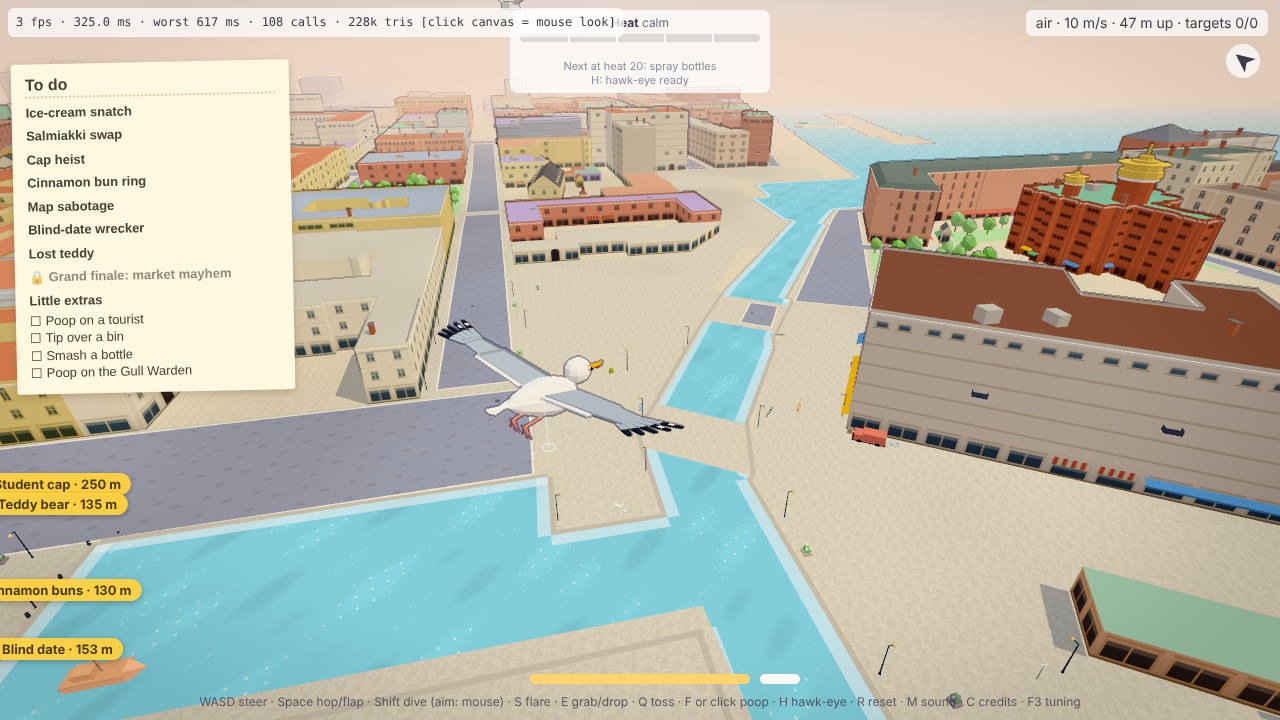 3 fps · 325.0 ms · worst 617 ms · 108 calls · 228k tris [click canvas = mouse look]
eat calm
air · 10 m/s · 47 m up · targets 0/0
Next at heat 20: spray bottles
H: hawk-eye ready
To do
Ice-cream snatch
Salmiakki swap
Cap heist
Cinnamon bun ring
Map sabotage
Blind-date wrecker
Lost teddy
Grand finale: market mayhem
Little extras
Poop on a tourist
Tip over a bin
Smash a bottle
Poop on the Gull Warden
Student cap · 250 m
Teddy bear · 135 m
nnamon buns · 130 m
Blind date · 153 m
WASD steer · Space hop/flap · Shift dive (aim: mouse) · S flare · E grab/drop · Q toss · F or click poop · H hawk-eye · R reset · M sound · C credits · F3 tuning